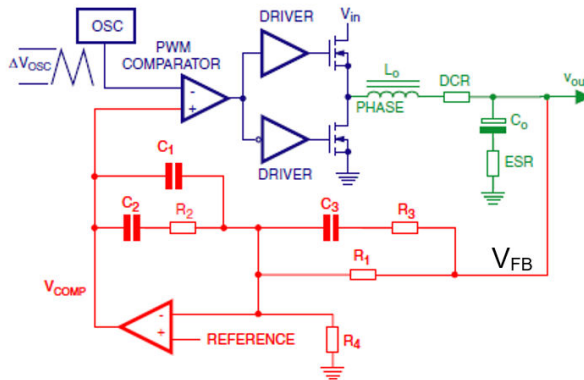 OSC
ΔVOSC
PWM
COMPARATOR
DRIVER
Vin
Lo
PHASE
DCR
vou
Co
ESR
DRIVER
C1
C2
R2
C3
R3
R1
VFB
VCOMP
-
+
-
+
REFERENCE
R4